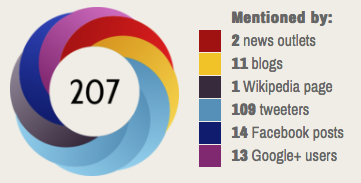 207
Mentioned by:
2 news outlets
11 blogs
1 Wikipedia page
109 tweeters
14 Facebook posts
13 Google+ users